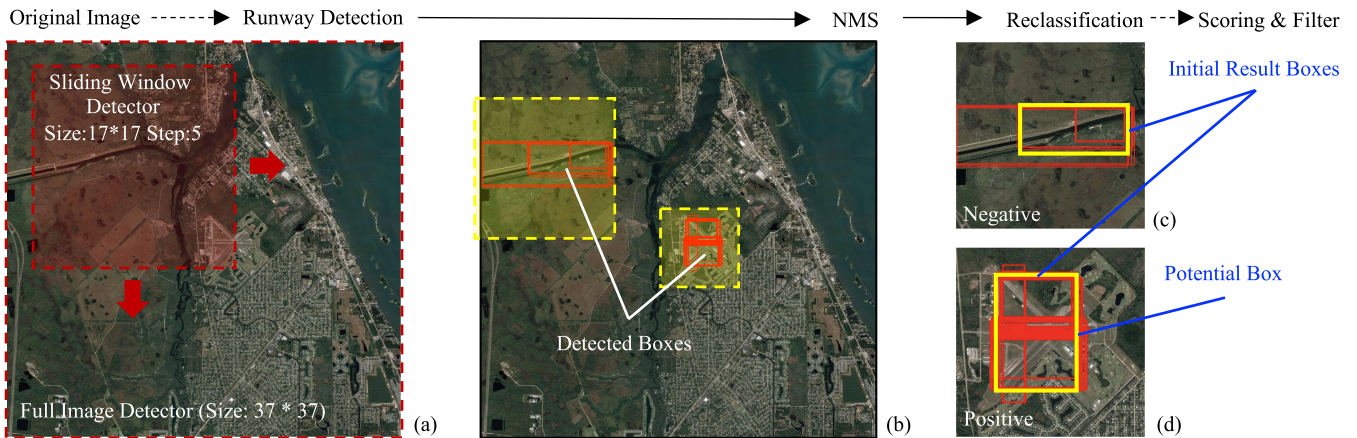 Original Image
Runway Detection
NMS
Reclassification
Scoring & Filter
Sliding Window
Detector
Size:17*17 Step:5
Full Image Detector (Size: 37 * 37)
(a)
Detected Boxes
(b)
Initial Result Boxes
Negative
(c)
Potential Box
Positive
(d)